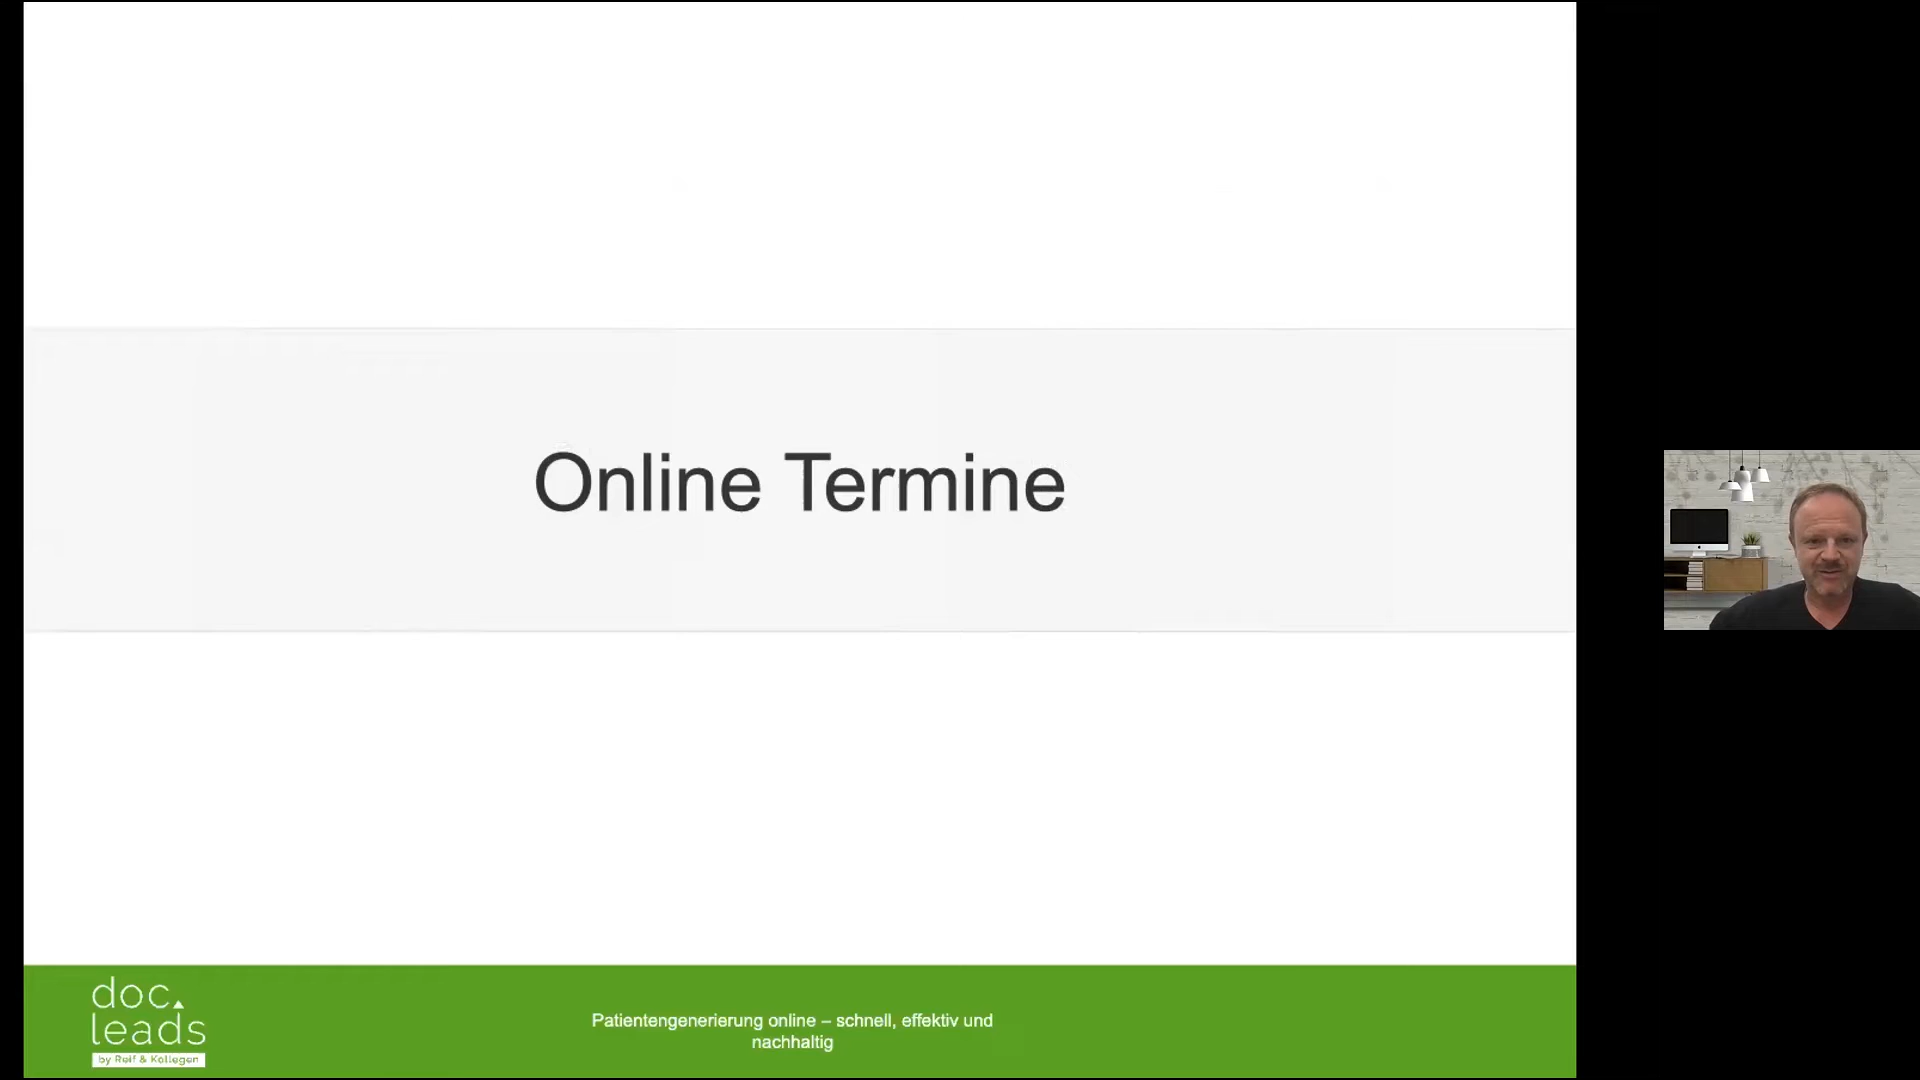 Online Termine
doc.
leads
by Reif & Kollegen
Patientengenerierung online – schnell, effektiv und
nachhaltig